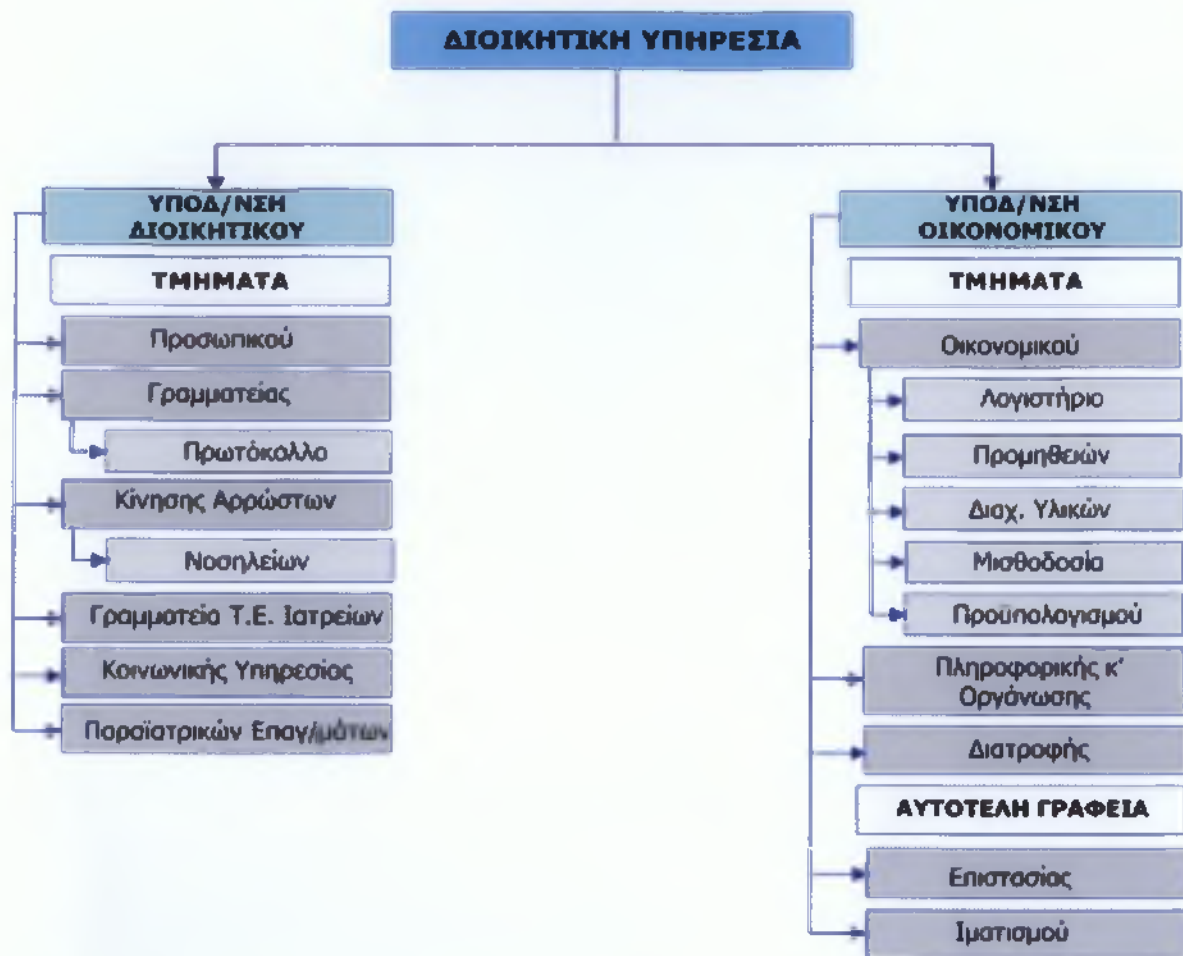 ΔΙΟΙΚΗΤΙΚΗ ΥΠΗΡΕΣΙΑ
ΥΠΟΔ/ΝΣΗ
ΔΙΟΙΚΗΤΙΚΟΥ
ΤΜΗΜΑΤΑ
Προσωπικού
Γραμματείας
Πρωτόκολλο
Κίνησης Αρρώστων
Νοσηλείων
Γραμματεία Τ.Ε. Ιατρείων
Κοινωνικής Υπηρεσίας
Παραϊατρικών Επαγ/μάτων
ΥΠΟΔ/ΝΣΗ
ΟΙΚΟΝΟΜΙΚΟΥ
ΤΜΗΜΑΤΑ
Οικονομικού
Λογιστήριο
Προμηθειών
Διαχ. Υλικών
Μισθοδοσία
Προϋπολογισμού
Πληροφορικής κ'
Οργάνωσης
Διατροφής
ΑΥΤΟΤΕΛΗ ΓΡΑΦΕΙΑ
Επιστασίας
Ιματισμού